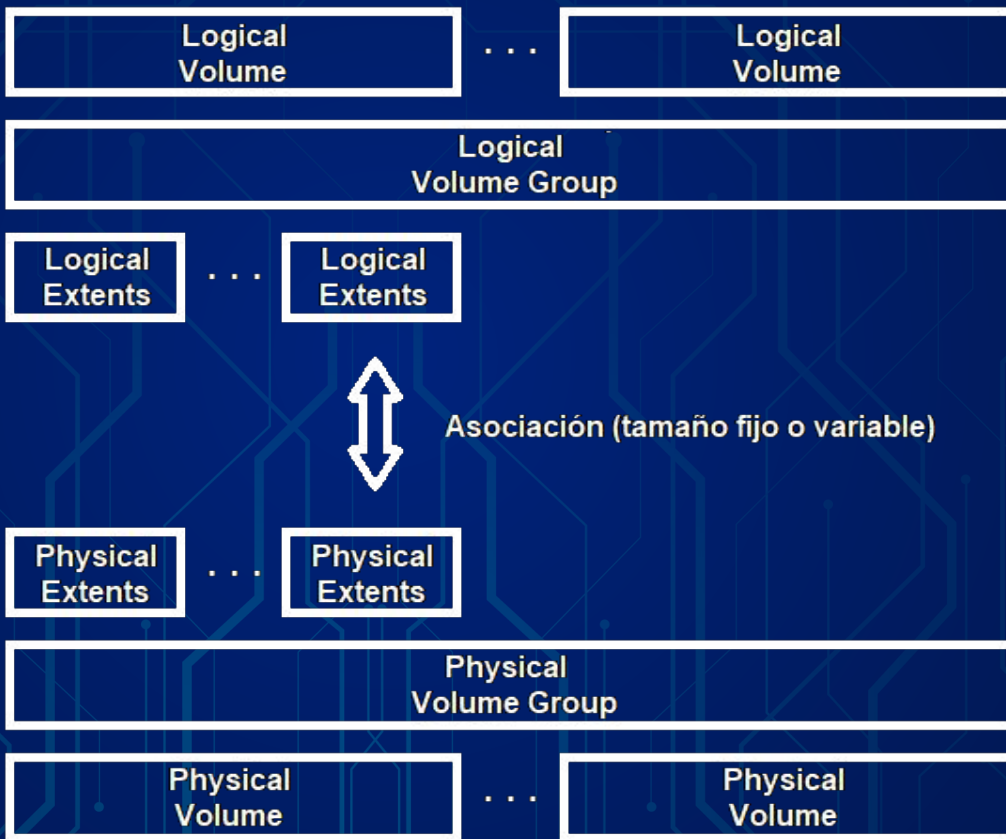 Logical
Volume
. . .
Logical
Volume
Logical
Volume Group
Logical
Extents
. . .
Logical
Extents
Asociación (tamaño fijo o variable)
Physical
Extents
. . .
Physical
Extents
Physical
Volume Group
Physical
Volume
. . .
Physical
Volume